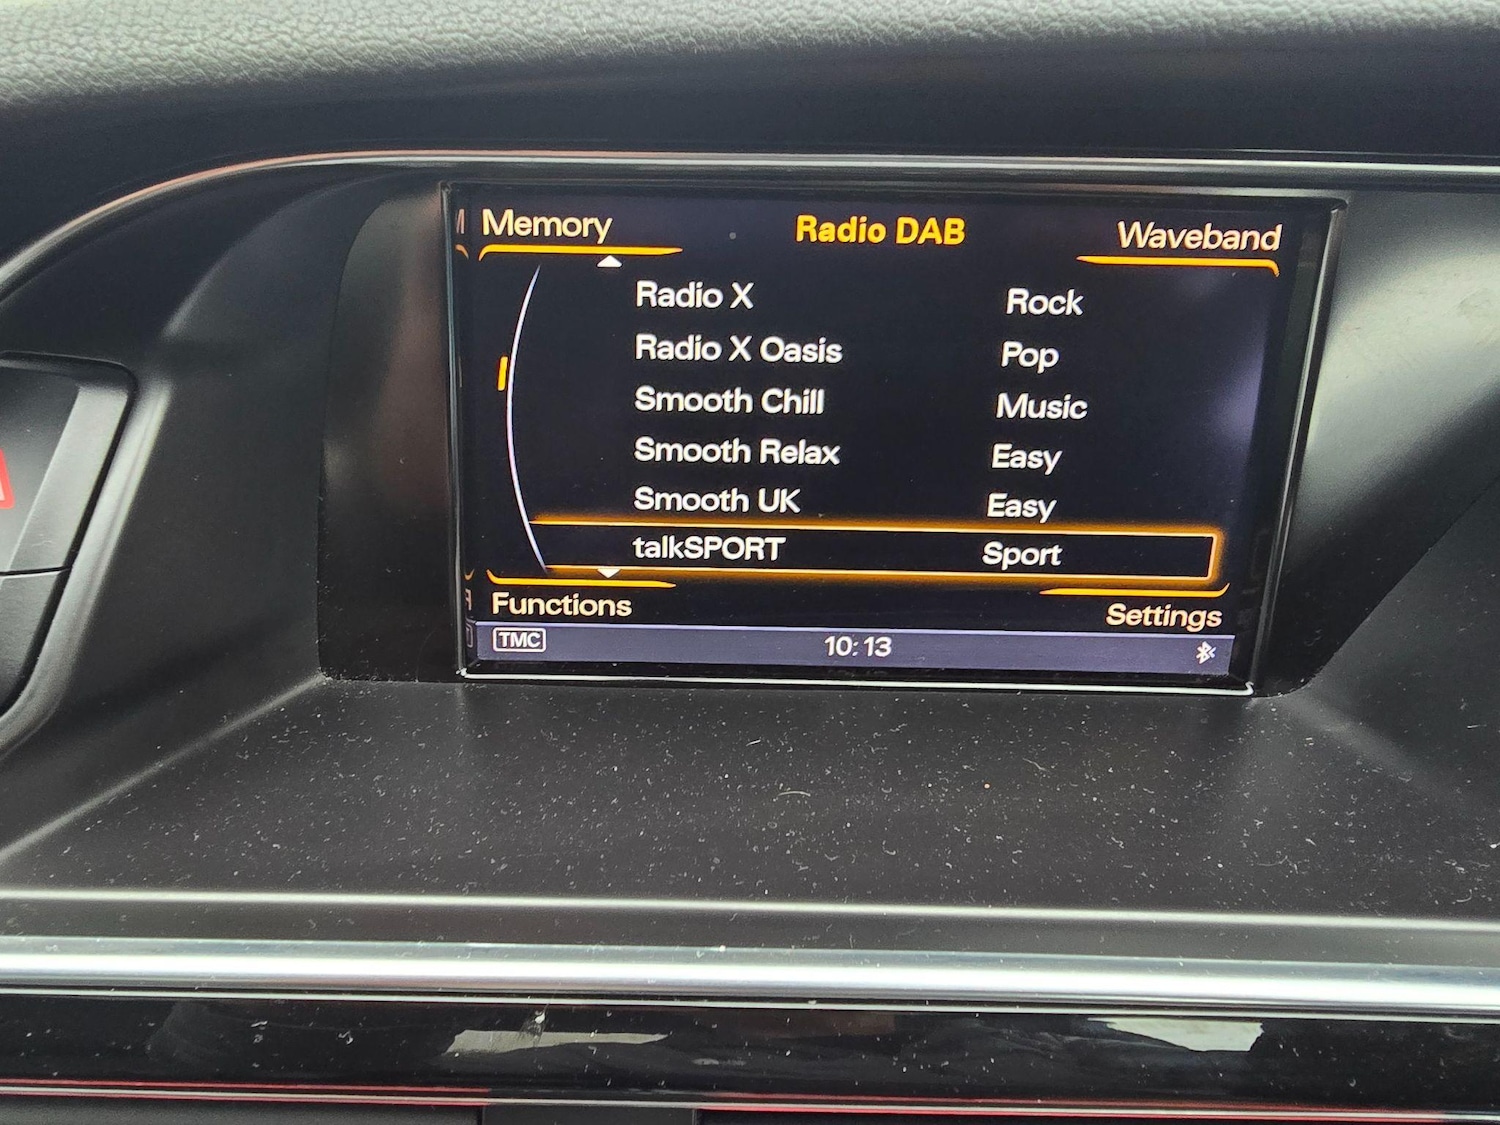 Memory Radio DAB Waveband
Radio X Rock
Radio X Oasis Pop
Smooth Chill Music
Smooth Relax Easy
Smooth UK Easy
talkSPORT Sport
Functions Settings
TMC 10:13